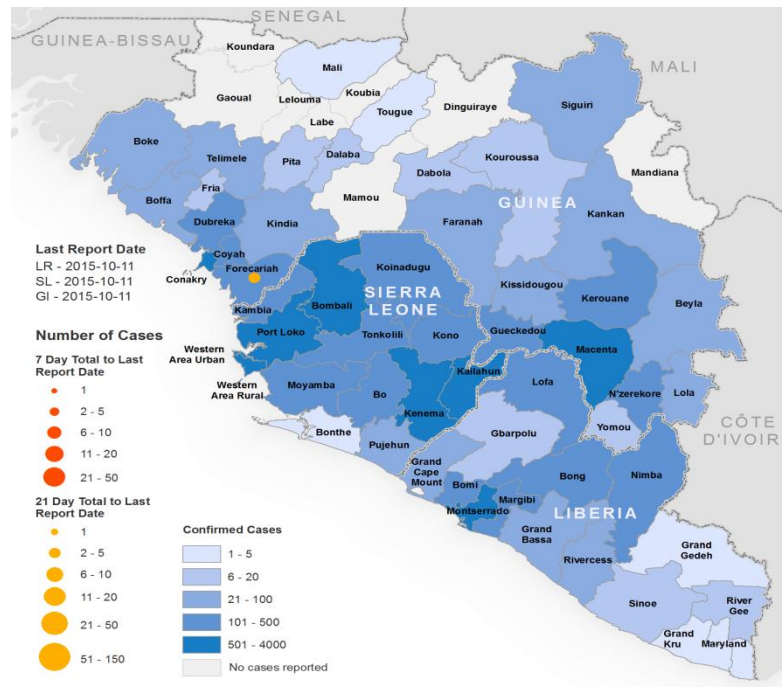 SENEGAL
GUINEA-BISSAU
MALI
Koundara
Mali
Gaoual
Lelouma
Koubia
Labe
Tougue
Dinguiraye
Siguiri
Boke
Telimele
Pita
Dalaba
Dabola
Kouroussa
Mandiana
Fria
Mamou
GUINEA
Boffa
Dubreka
Kindia
Faranah
Kankan
Last Report Date
LR - 2015-10-11
SL - 2015-10-11
GI - 2015-10-11
Coyah
Forecariah
Conakry
Koinadugu
Kissidougou
Kerouane
Beyla
Kambia
Bombali
SIERRA
LEONE
Port Loko
Tonkolili
Kono
Gueckedou
Macenta
Western
Area Urban
Western
Area Rural
Moyamba
Bo
Kailahun
Kenema
Lofa
N'zerekore
Lola
Yomou
CÔTE
D'IVOIR
Bonthe
Pujehun
Gbarpolu
Grand
Cape
Mount
Bomi
Bong
Nimba
Margibi
Montserrado
LIBERIA
Grand
Bassa
Rivercess
Grand
Gedeh
Sinoe
River
Gee
Grand
Kru
Maryland
Number of Cases
7 Day Total to Last
Report Date
1
2 - 5
6 - 10
11 - 20
21 - 50
21 Day Total to Last
Report Date
1
2 - 5
6 - 10
11 - 20
21 - 50
51 - 150
Confirmed Cases
1 - 5
6 - 20
21 - 100
101 - 500
501 - 4000
No cases reported